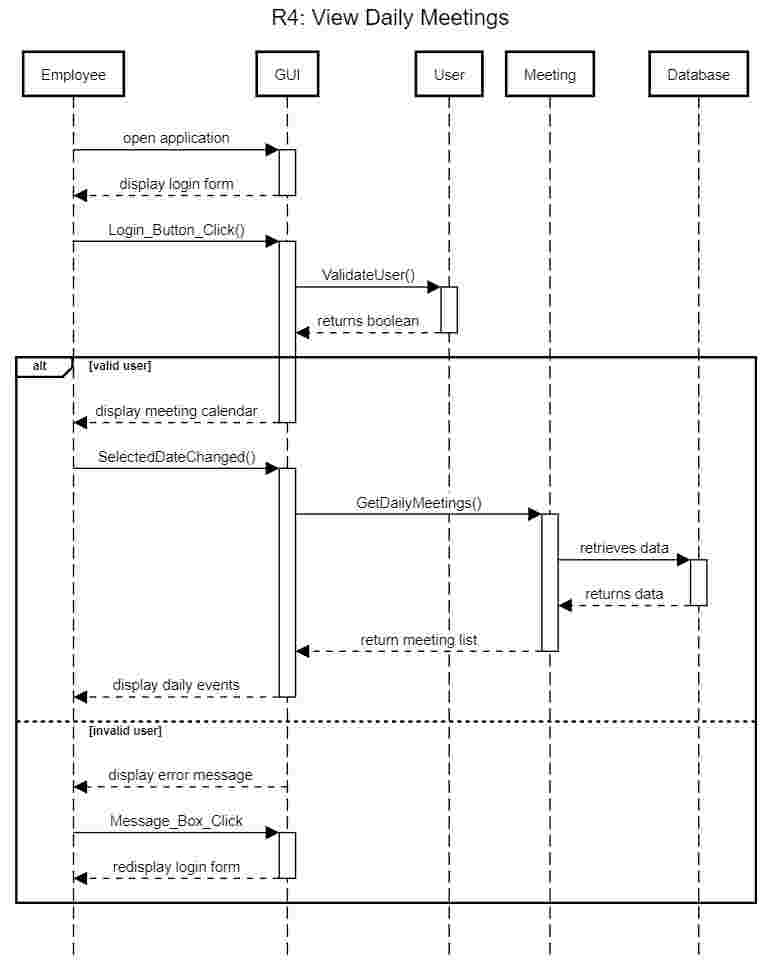 R4: View Daily Meetings
Employee
GUI
User
Meeting
Database
open application
display login form
Login_Button_Click()
ValidateUser()
returns boolean
alt
[valid user]
display meeting calendar
SelectedDateChanged()
GetDailyMeetings()
retrieves data
returns data
return meeting list
display daily events
[invalid user]
display error message
Message_Box_Click
redisplay login form